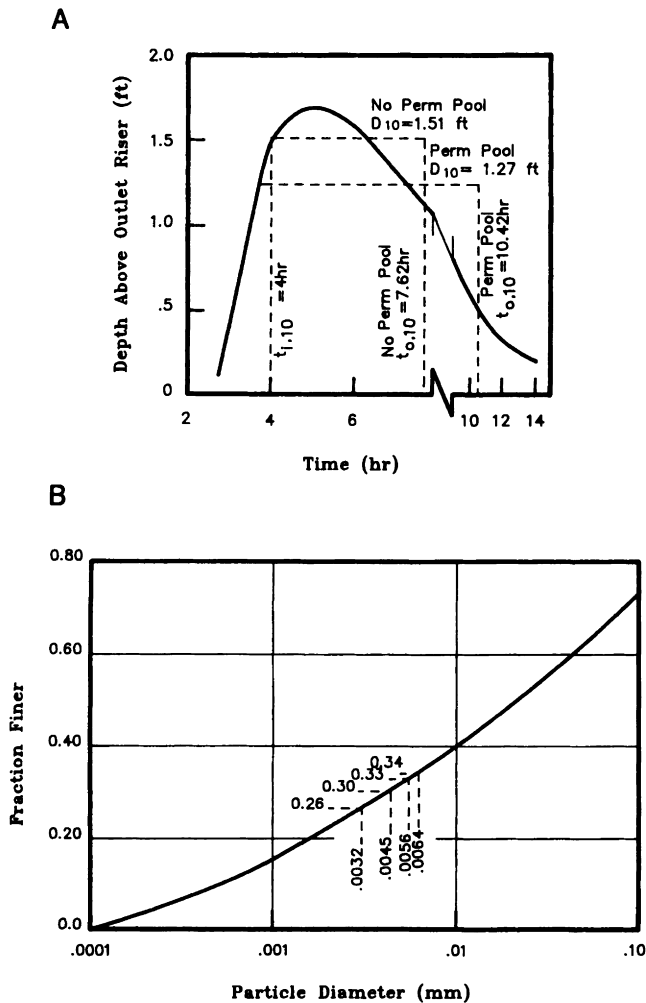 A
Depth Above Outlet Riser (ft)
2.0
1.5
1.0
.5
0
No Perm Pool
D10=1.51 ft
Perm Pool
D10= 1.27 ft
ti,10 =4hr
No Perm Pool
to,10 =7.62hr
Perm Pool
to,10 =10.42hr
2 4 6 10 12 14
Time (hr)
B
Fraction Finer
0.80
0.60
0.40
0.20
0.0
0.34
0.33
0.30
0.26
.0032
.0045
.0056
.0064
.0001 .001 .01 .10
Particle Diameter (mm)